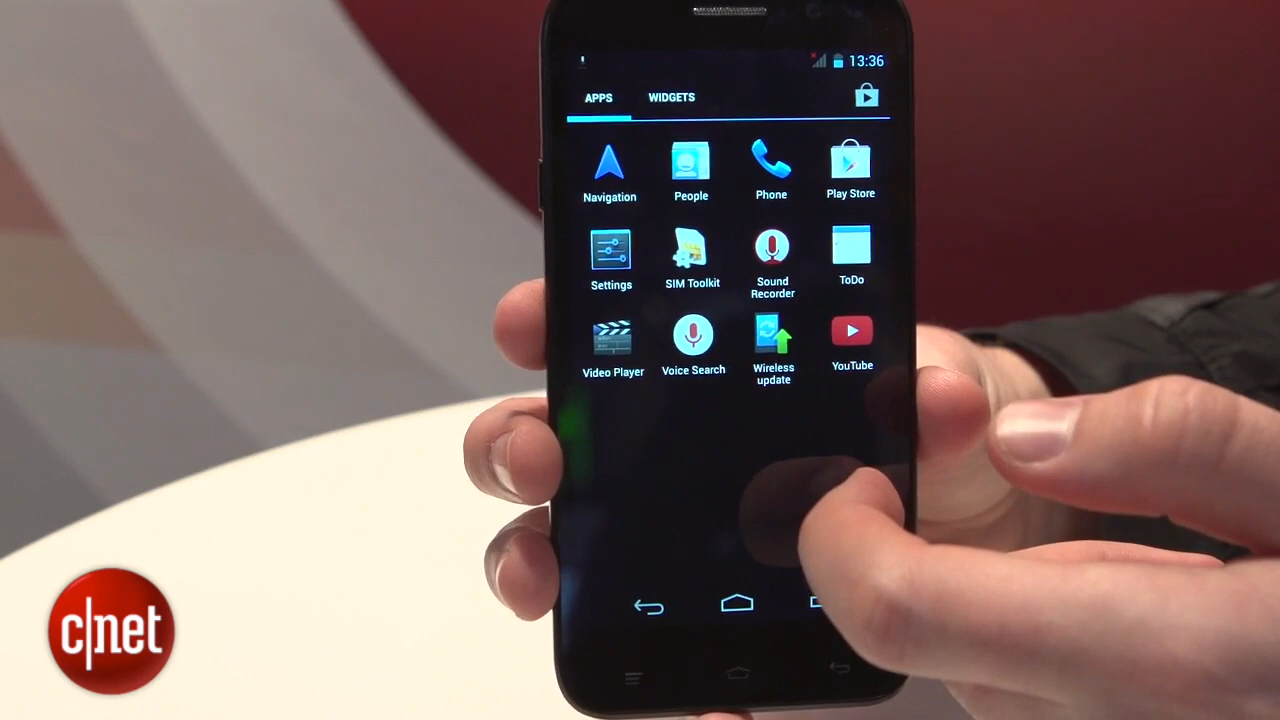 13:36
APPS WIDGETS
Navigation People Phone Play Store
Settings SIM Toolkit Sound Recorder ToDo
Video Player Voice Search Wireless update YouTube
c|net